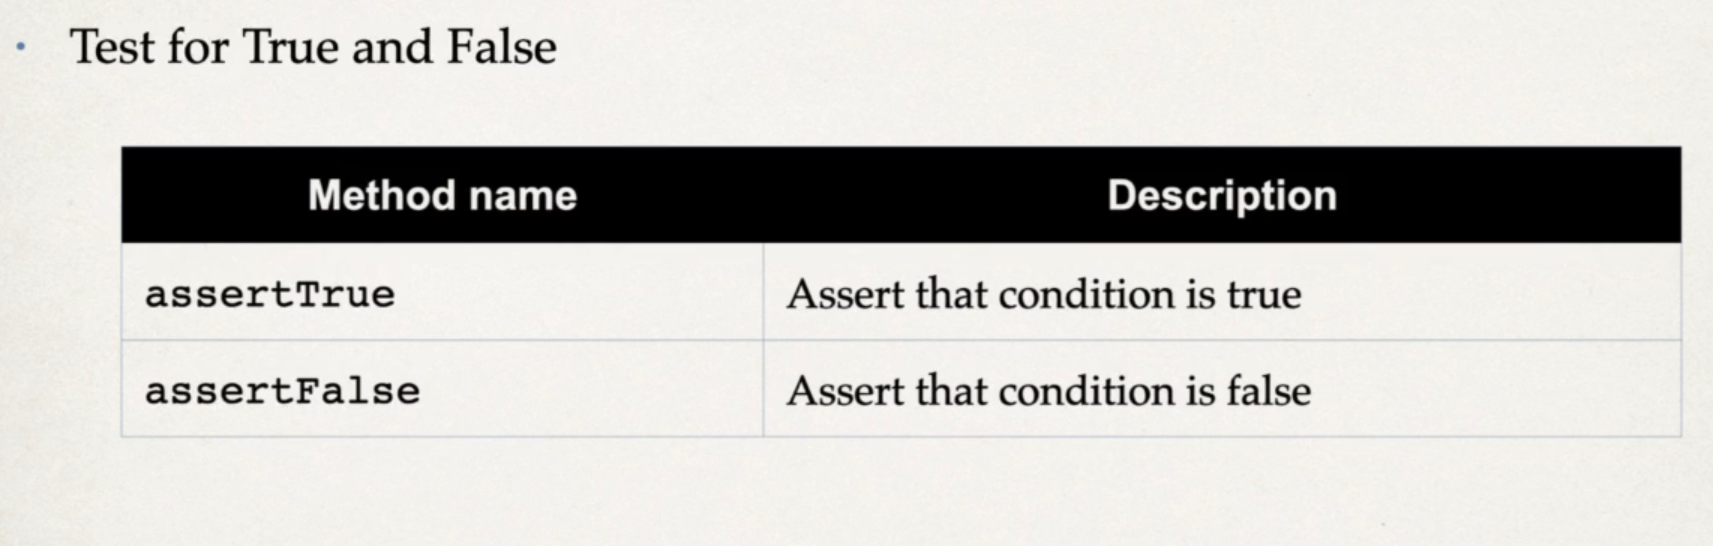 • Test for True and False
Method name Description
assertTrue Assert that condition is true
assertFalse Assert that condition is false